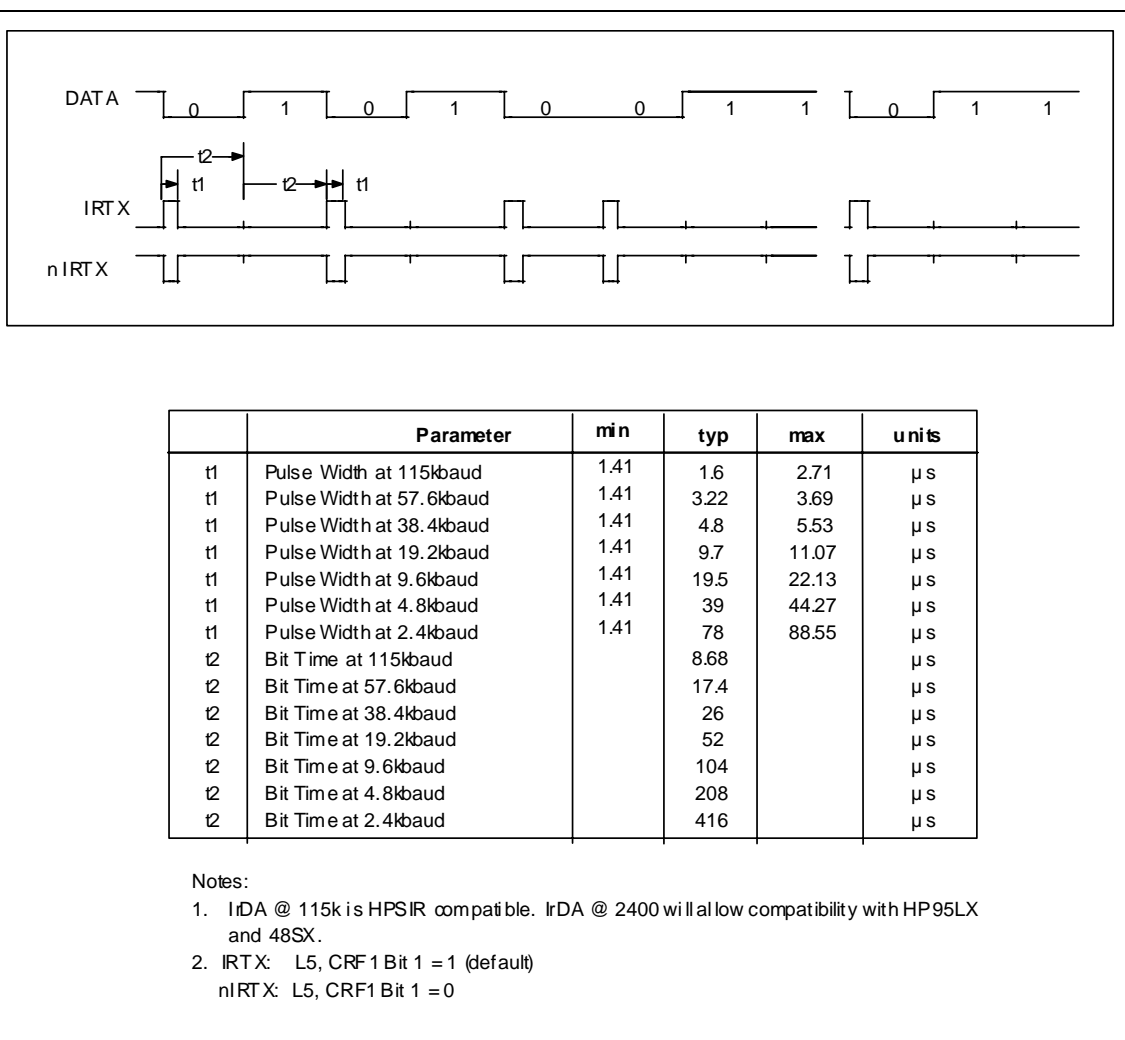 DATA 0 1 0 1 0 0 1 1 0 1 1
t2
t1 t2 t1
IRTX
nIRTX
Parameter min typ max units
t1 Pulse Width at 115kbaud 1.41 1.6 2.71 µs
t1 Pulse Width at 57.6kbaud 1.41 3.22 3.69 µs
t1 Pulse Width at 38.4kbaud 1.41 4.8 5.53 µs
t1 Pulse Width at 19.2kbaud 1.41 9.7 11.07 µs
t1 Pulse Width at 9.6kbaud 1.41 19.5 22.13 µs
t1 Pulse Width at 4.8kbaud 1.41 39 44.27 µs
t1 Pulse Width at 2.4kbaud 1.41 78 88.55 µs
t2 Bit Time at 115kbaud 8.68 µs
t2 Bit Time at 57.6kbaud 17.4 µs
t2 Bit Time at 38.4kbaud 26 µs
t2 Bit Time at 19.2kbaud 52 µs
t2 Bit Time at 9.6kbaud 104 µs
t2 Bit Time at 4.8kbaud 208 µs
t2 Bit Time at 2.4kbaud 416 µs
Notes:
1. IrDA @ 115k is HPSIR compatible. IrDA @ 2400 will allow compatibility with HP95LX
and 48SX.
2. IRTX: L5, CRF1 Bit 1 = 1 (default)
nIRTX: L5, CRF1 Bit 1 = 0